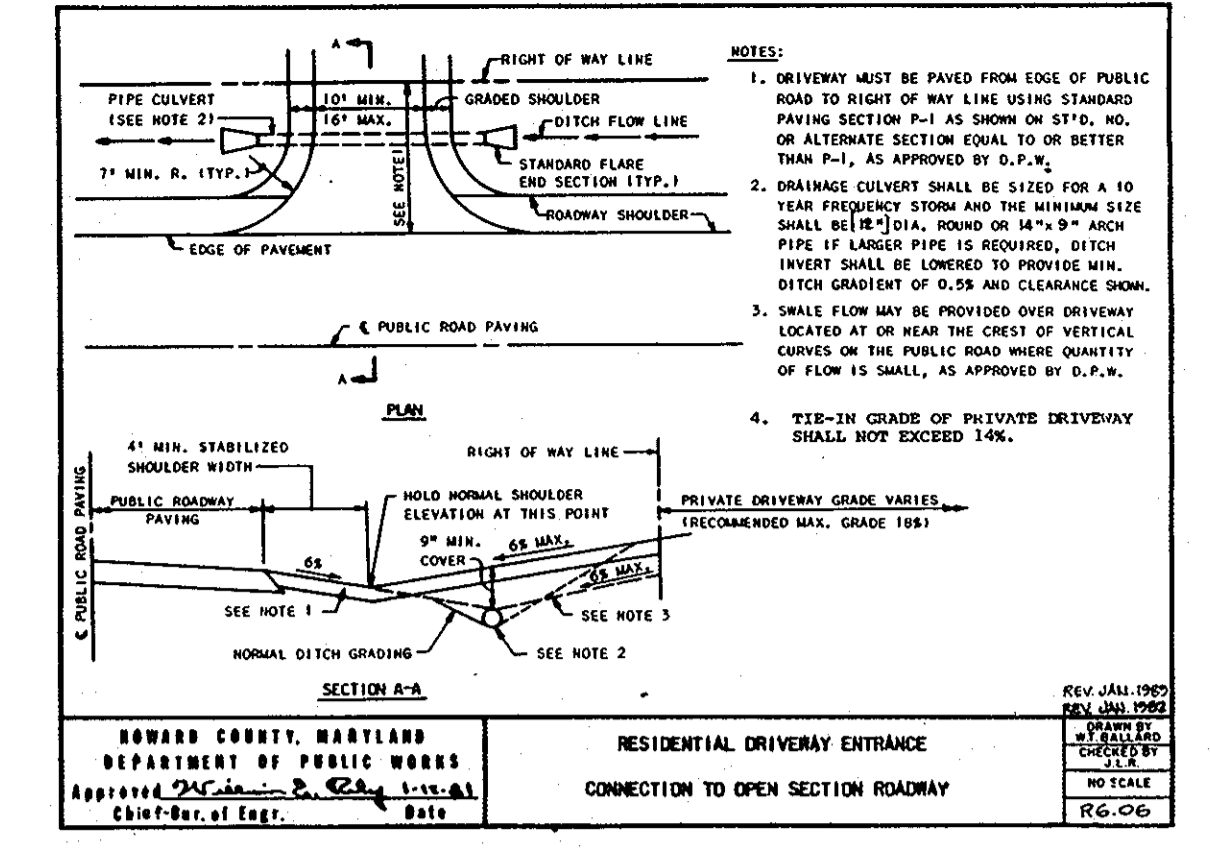 A
RIGHT OF WAY LINE
PIPE CULVERT
(SEE NOTE 2)
10' MIN.
16' MAX.
GRADED SHOULDER
DITCH FLOW LINE
7' MIN. R. (TYP.)
SEE NOTE 1
STANDARD FLARE
END SECTION (TYP.)
ROADWAY SHOULDER
EDGE OF PAVEMENT
℄ PUBLIC ROAD PAVING
A
PLAN
NOTES:
1. DRIVEWAY MUST BE PAVED FROM EDGE OF PUBLIC
ROAD TO RIGHT OF WAY LINE USING STANDARD
PAVING SECTION P-1 AS SHOWN ON ST'D. NO.
OR ALTERNATE SECTION EQUAL TO OR BETTER
THAN P-1, AS APPROVED BY D.P.W.
2. DRAINAGE CULVERT SHALL BE SIZED FOR A 10
YEAR FREQUENCY STORM AND THE MINIMUM SIZE
SHALL BE [12"] DIA. ROUND OR 14"x 9" ARCH
PIPE IF LARGER PIPE IS REQUIRED, DITCH
INVERT SHALL BE LOWERED TO PROVIDE MIN.
DITCH GRADIENT OF 0.5% AND CLEARANCE SHOWN.
3. SWALE FLOW MAY BE PROVIDED OVER DRIVEWAY
LOCATED AT OR NEAR THE CREST OF VERTICAL
CURVES ON THE PUBLIC ROAD WHERE QUANTITY
OF FLOW IS SMALL, AS APPROVED BY D.P.W.
4. TIE-IN GRADE OF PRIVATE DRIVEWAY
SHALL NOT EXCEED 14%.
4' MIN. STABILIZED
SHOULDER WIDTH
RIGHT OF WAY LINE
℄ PUBLIC ROAD PAVING
PUBLIC ROADWAY
PAVING
HOLD NORMAL SHOULDER
ELEVATION AT THIS POINT
PRIVATE DRIVEWAY GRADE VARIES
(RECOMMENDED MAX. GRADE 18%)
9" MIN.
COVER
6% MAX.
6%
6% MAX.
SEE NOTE 1
SEE NOTE 3
NORMAL DITCH GRADING
SEE NOTE 2
SECTION A-A
REV. JAN. 1989
REV. JAN. 1982
HOWARD COUNTY, MARYLAND
DEPARTMENT OF PUBLIC WORKS
Approved William E. Riley 1-12-81
Chief-Bur. of Engr. Date
RESIDENTIAL DRIVEWAY ENTRANCE
CONNECTION TO OPEN SECTION ROADWAY
DRAWN BY
W.T. BALLARD
CHECKED BY
J.L.R.
NO SCALE
R6.06